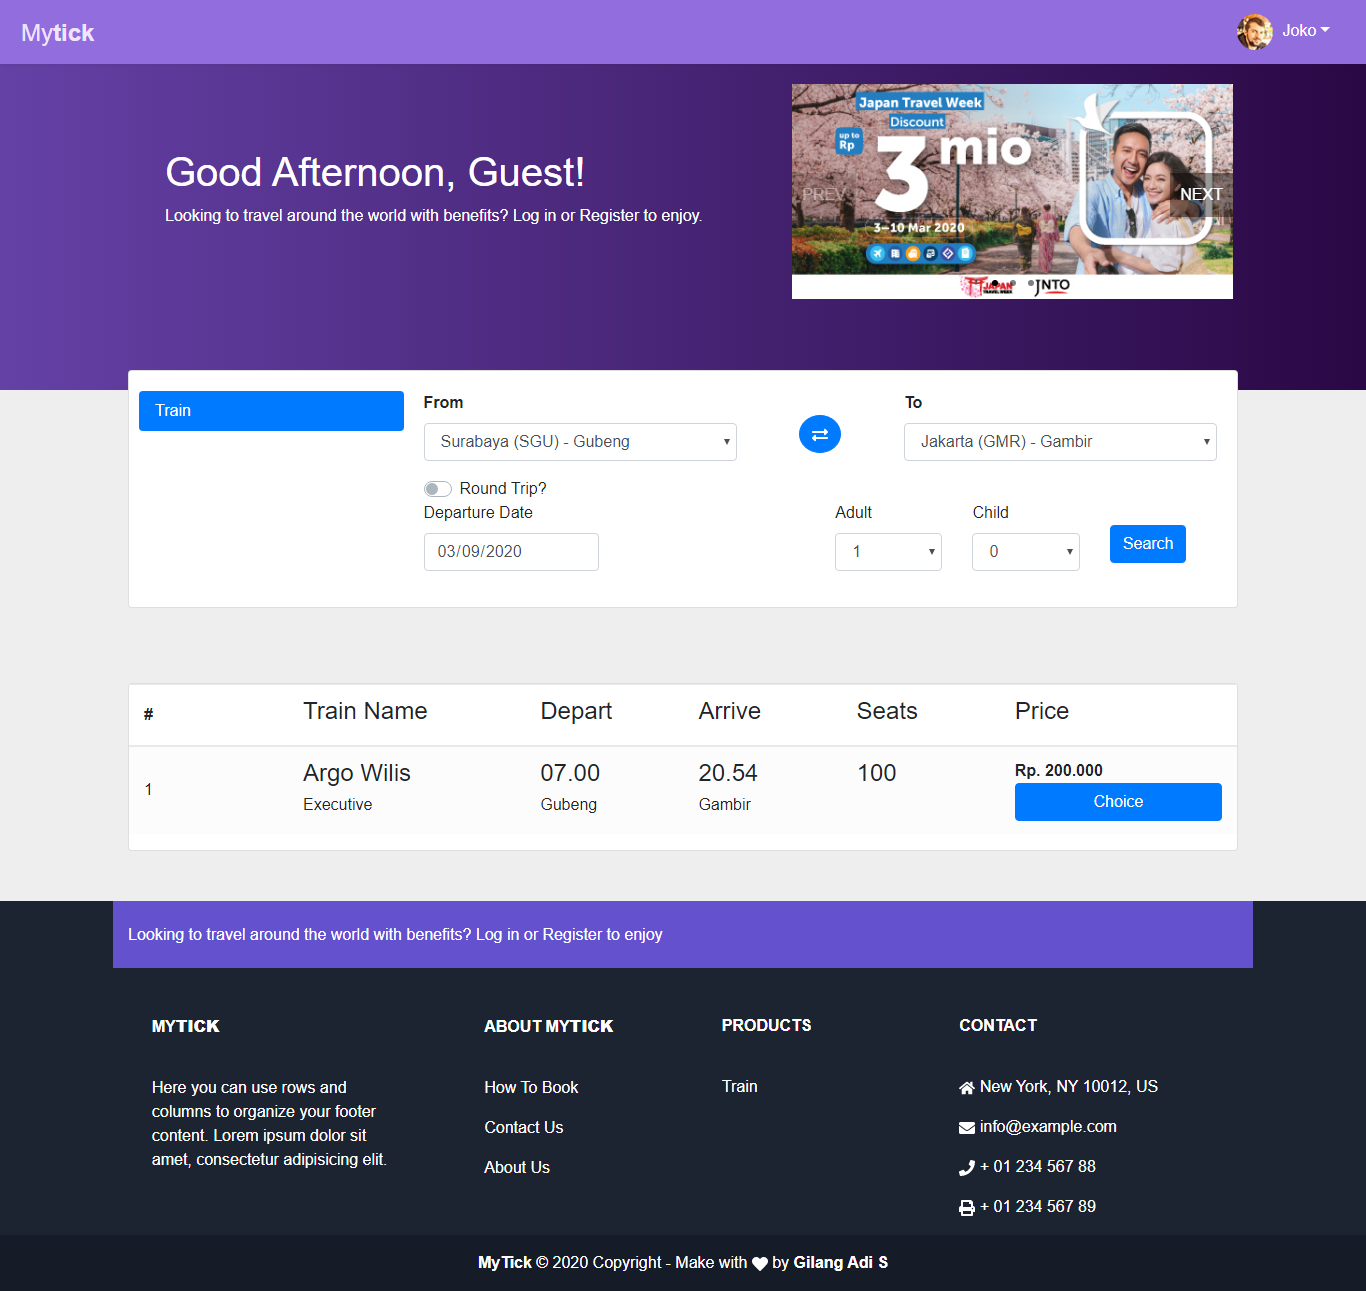 Mytick
Joko
Good Afternoon, Guest!
Looking to travel around the world with benefits? Log in or Register to enjoy.
Japan Travel Week
Discount
up to
Rp
3 mio
3–10 Mar 2020
PREV
NEXT
JAPAN
TRAVEL WEEK
JNTO
Train
From
Surabaya (SGU) - Gubeng
To
Jakarta (GMR) - Gambir
Round Trip?
Departure Date
03/09/2020
Adult
1
Child
0
Search
# Train Name Depart Arrive Seats Price
1 Argo Wilis 07.00 20.54 100 Rp. 200.000
Executive Gubeng Gambir Choice
Looking to travel around the world with benefits? Log in or Register to enjoy
MYTICK
Here you can use rows and
columns to organize your footer
content. Lorem ipsum dolor sit
amet, consectetur adipisicing elit.
ABOUT MYTICK
How To Book
Contact Us
About Us
PRODUCTS
Train
CONTACT
New York, NY 10012, US
info@example.com
+ 01 234 567 88
+ 01 234 567 89
MyTick © 2020 Copyright - Make with ♥ by Gilang Adi S